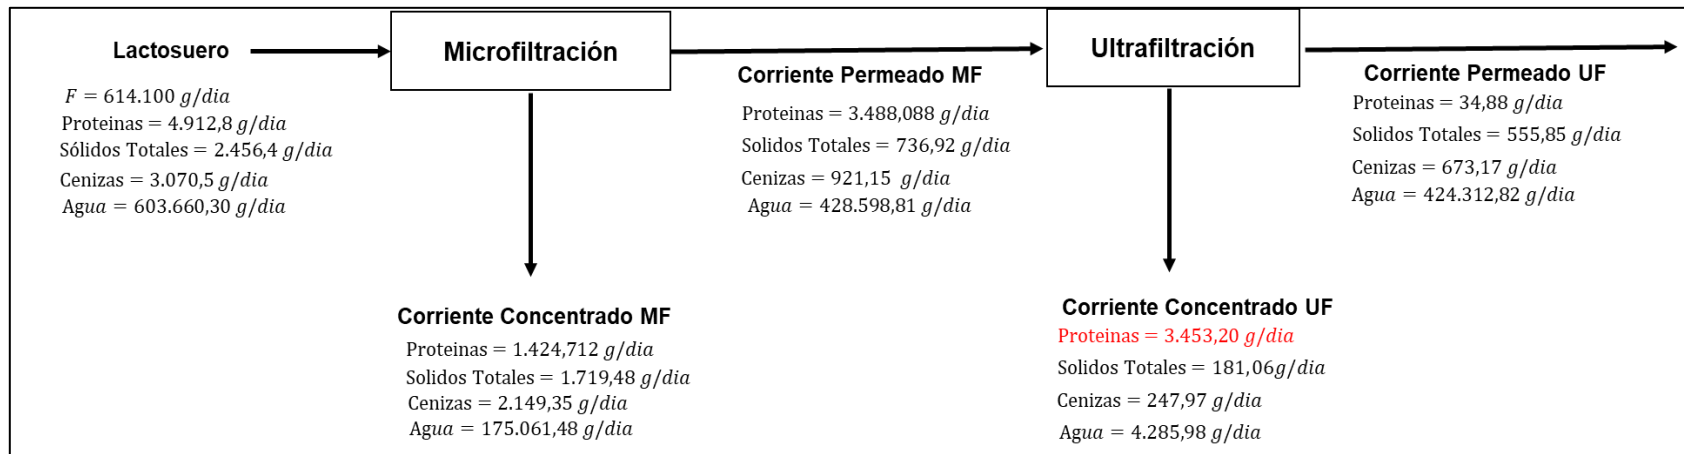 Lactosuero
F = 614.100 g/dia
Proteinas = 4.912,8 g/dia
Sólidos Totales = 2.456,4 g/dia
Cenizas = 3.070,5 g/dia
Agua = 603.660,30 g/dia
Microfiltración
Corriente Permeado MF
Proteinas = 3.488,088 g/dia
Solidos Totales = 736,92 g/dia
Cenizas = 921,15 g/dia
Agua = 428.598,81 g/dia
Ultrafiltración
Corriente Permeado UF
Proteinas = 34,88 g/dia
Solidos Totales = 555,85 g/dia
Cenizas = 673,17 g/dia
Agua = 424.312,82 g/dia
Corriente Concentrado MF
Proteinas = 1.424,712 g/dia
Solidos Totales = 1.719,48 g/dia
Cenizas = 2.149,35 g/dia
Agua = 175.061,48 g/dia
Corriente Concentrado UF
Proteinas = 3.453,20 g/dia
Solidos Totales = 181,06g/dia
Cenizas = 247,97 g/dia
Agua = 4.285,98 g/dia